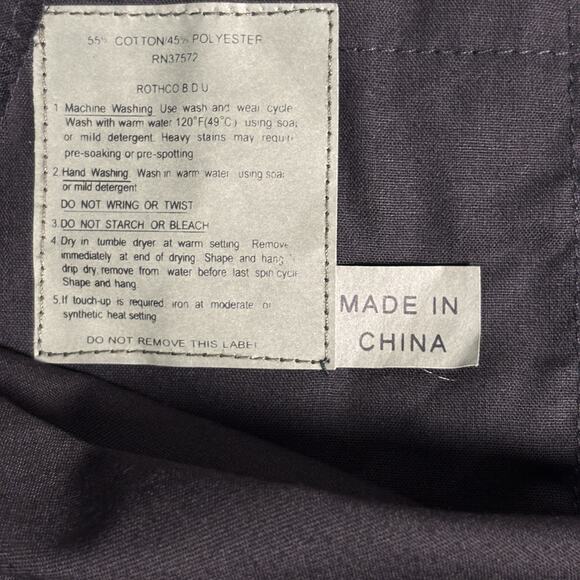 55% COTTON/45% POLYESTER
RN37572
ROTHCO B.D.U
1. Machine Washing Use wash and wear cycle
Wash with warm water 120°F(49°C) using soap
or mild detergent. Heavy stains may require
pre-soaking or pre-spotting
2. Hand Washing. Wash in warm water using soap
or mild detergent
DO NOT WRING OR TWIST
3. DO NOT STARCH OR BLEACH
4. Dry in tumble dryer at warm setting. Remove
immediately at end of drying. Shape and hang
drip dry, remove from water before last spin cycle
Shape and hang.
5. If touch-up is required, iron at moderate or
synthetic heat setting
DO NOT REMOVE THIS LABEL
MADE IN
CHINA